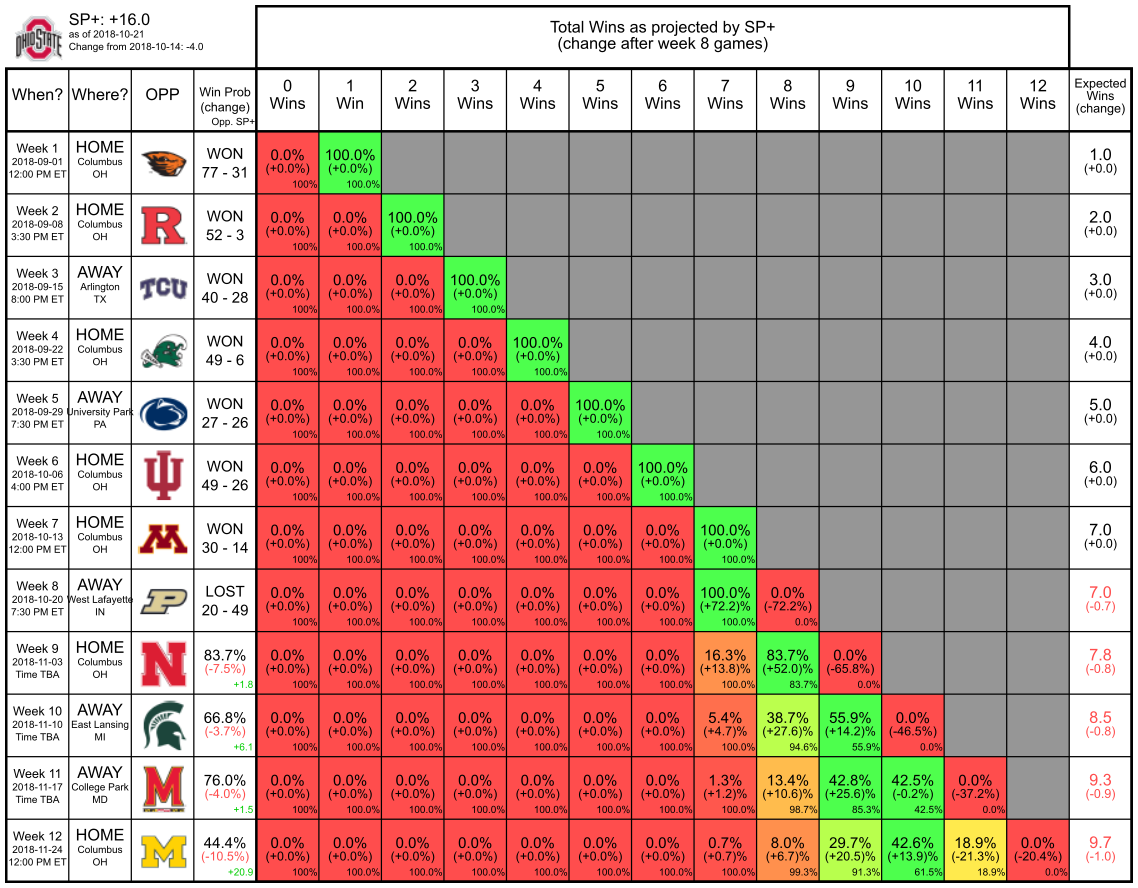 OHIO STATE
SP+: +16.0
as of 2018-10-21
Change from 2018-10-14: -4.0
Total Wins as projected by SP+
(change after week 8 games)
When? Where? OPP Win Prob (change) Opp. SP+ 0 Wins 1 Win 2 Wins 3 Wins 4 Wins 5 Wins 6 Wins 7 Wins 8 Wins 9 Wins 10 Wins 11 Wins 12 Wins Expected Wins (change)
Week 1 HOME WON 0.0% 100.0% 1.0
2018-09-01 Columbus (+0.0%) (+0.0%) (+0.0)
12:00 PM ET OH 77 - 31 100% 100.0%
Week 2 HOME R WON 0.0% 0.0% 100.0% 2.0
2018-09-08 Columbus (+0.0%) (+0.0%) (+0.0%) (+0.0)
3:30 PM ET OH 52 - 3 100% 100.0% 100.0%
Week 3 AWAY TCU WON 0.0% 0.0% 0.0% 100.0% 3.0
2018-09-15 Arlington (+0.0%) (+0.0%) (+0.0%) (+0.0%) (+0.0)
8:00 PM ET TX 40 - 28 100% 100.0% 100.0% 100.0%
Week 4 HOME WON 0.0% 0.0% 0.0% 0.0% 100.0% 4.0
2018-09-22 Columbus (+0.0%) (+0.0%) (+0.0%) (+0.0%) (+0.0%) (+0.0)
3:30 PM ET OH 49 - 6 100% 100.0% 100.0% 100.0% 100.0%
Week 5 AWAY WON 0.0% 0.0% 0.0% 0.0% 0.0% 100.0% 5.0
2018-09-29 University Park (+0.0%) (+0.0%) (+0.0%) (+0.0%) (+0.0%) (+0.0%) (+0.0)
7:30 PM ET PA 27 - 26 100% 100.0% 100.0% 100.0% 100.0% 100.0%
Week 6 HOME WON 0.0% 0.0% 0.0% 0.0% 0.0% 0.0% 100.0% 6.0
2018-10-06 Columbus (+0.0%) (+0.0%) (+0.0%) (+0.0%) (+0.0%) (+0.0%) (+0.0%) (+0.0)
4:00 PM ET OH 49 - 26 100% 100.0% 100.0% 100.0% 100.0% 100.0% 100.0%
Week 7 HOME M WON 0.0% 0.0% 0.0% 0.0% 0.0% 0.0% 0.0% 100.0% 7.0
2018-10-13 Columbus (+0.0%) (+0.0%) (+0.0%) (+0.0%) (+0.0%) (+0.0%) (+0.0%) (+0.0%) (+0.0)
12:00 PM ET OH 30 - 14 100% 100.0% 100.0% 100.0% 100.0% 100.0% 100.0% 100.0%
Week 8 AWAY P LOST 0.0% 0.0% 0.0% 0.0% 0.0% 0.0% 0.0% 100.0% 0.0% 7.0
2018-10-20 West Lafayette (+0.0%) (+0.0%) (+0.0%) (+0.0%) (+0.0%) (+0.0%) (+0.0%) (+72.2)% (-72.2%) (-0.7)
7:30 PM ET IN 20 - 49 100% 100.0% 100.0% 100.0% 100.0% 100.0% 100.0% 100.0% 0.0%
Week 9 HOME N 83.7% 0.0% 0.0% 0.0% 0.0% 0.0% 0.0% 0.0% 16.3% 83.7% 0.0% 7.8
2018-11-03 Columbus (-7.5%) (+0.0%) (+0.0%) (+0.0%) (+0.0%) (+0.0%) (+0.0%) (+0.0%) (+13.8)% (+52.0)% (-65.8%) (-0.8)
Time TBA OH +1.8 100% 100.0% 100.0% 100.0% 100.0% 100.0% 100.0% 100.0% 83.7% 0.0%
Week 10 AWAY 66.8% 0.0% 0.0% 0.0% 0.0% 0.0% 0.0% 0.0% 5.4% 38.7% 55.9% 0.0% 8.5
2018-11-10 East Lansing (-3.7%) (+0.0%) (+0.0%) (+0.0%) (+0.0%) (+0.0%) (+0.0%) (+0.0%) (+4.7)% (+27.6)% (+14.2)% (-46.5%) (-0.8)
Time TBA MI +6.1 100% 100.0% 100.0% 100.0% 100.0% 100.0% 100.0% 100.0% 94.6% 55.9% 0.0%
Week 11 AWAY M 76.0% 0.0% 0.0% 0.0% 0.0% 0.0% 0.0% 0.0% 1.3% 13.4% 42.8% 42.5% 0.0% 9.3
2018-11-17 College Park (-4.0%) (+0.0%) (+0.0%) (+0.0%) (+0.0%) (+0.0%) (+0.0%) (+0.0%) (+1.2)% (+10.6)% (+25.6)% (-0.2%) (-37.2%) (-0.9)
Time TBA MD +1.5 100% 100.0% 100.0% 100.0% 100.0% 100.0% 100.0% 100.0% 98.7% 85.3% 42.5% 0.0%
Week 12 HOME M 44.4% 0.0% 0.0% 0.0% 0.0% 0.0% 0.0% 0.0% 0.7% 8.0% 29.7% 42.6% 18.9% 0.0% 9.7
2018-11-24 Columbus (-10.5%) (+0.0%) (+0.0%) (+0.0%) (+0.0%) (+0.0%) (+0.0%) (+0.0%) (+0.7)% (+6.7)% (+20.5)% (+13.9)% (-21.3%) (-20.4%) (-1.0)
12:00 PM ET OH +20.9 100% 100.0% 100.0% 100.0% 100.0% 100.0% 100.0% 100.0% 99.3% 91.3% 61.5% 18.9% 0.0%